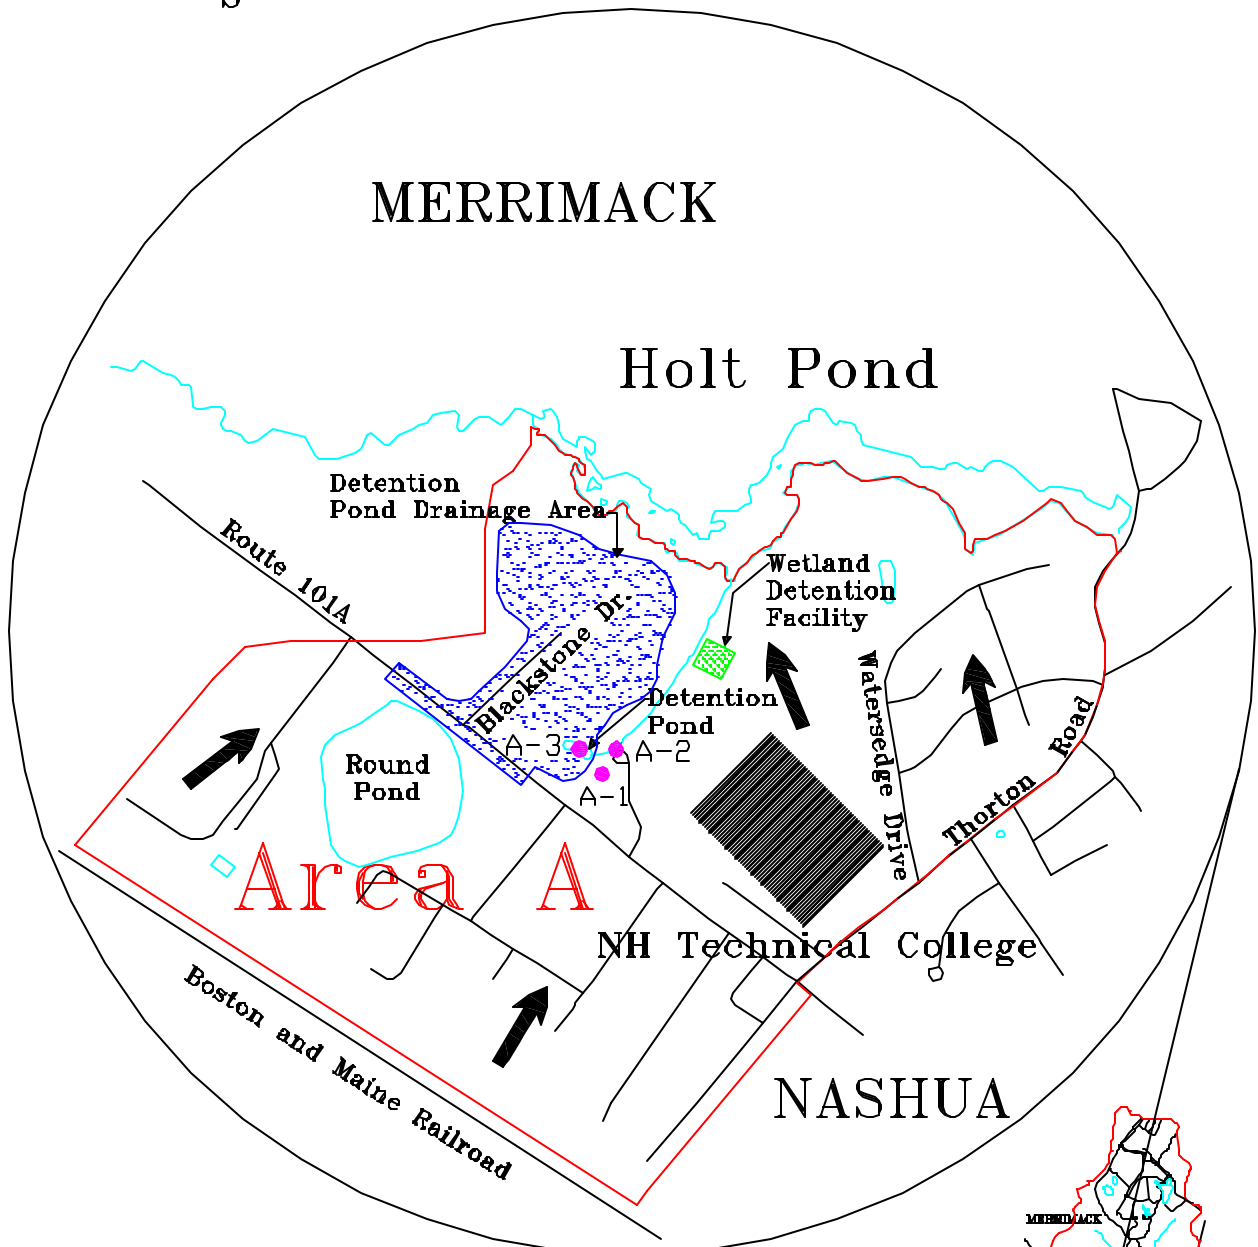 S
MERRIMACK
Holt Pond
Detention
Pond Drainage Area
Route 101A
Wetland
Detention
Facility
Blackstone Dr.
Watersedge Drive
Detention
Pond
A-3
A-2
A-1
Round
Pond
Thorton Road
Area A
NH Technical College
Boston and Maine Railroad
NASHUA
MERRIMACK